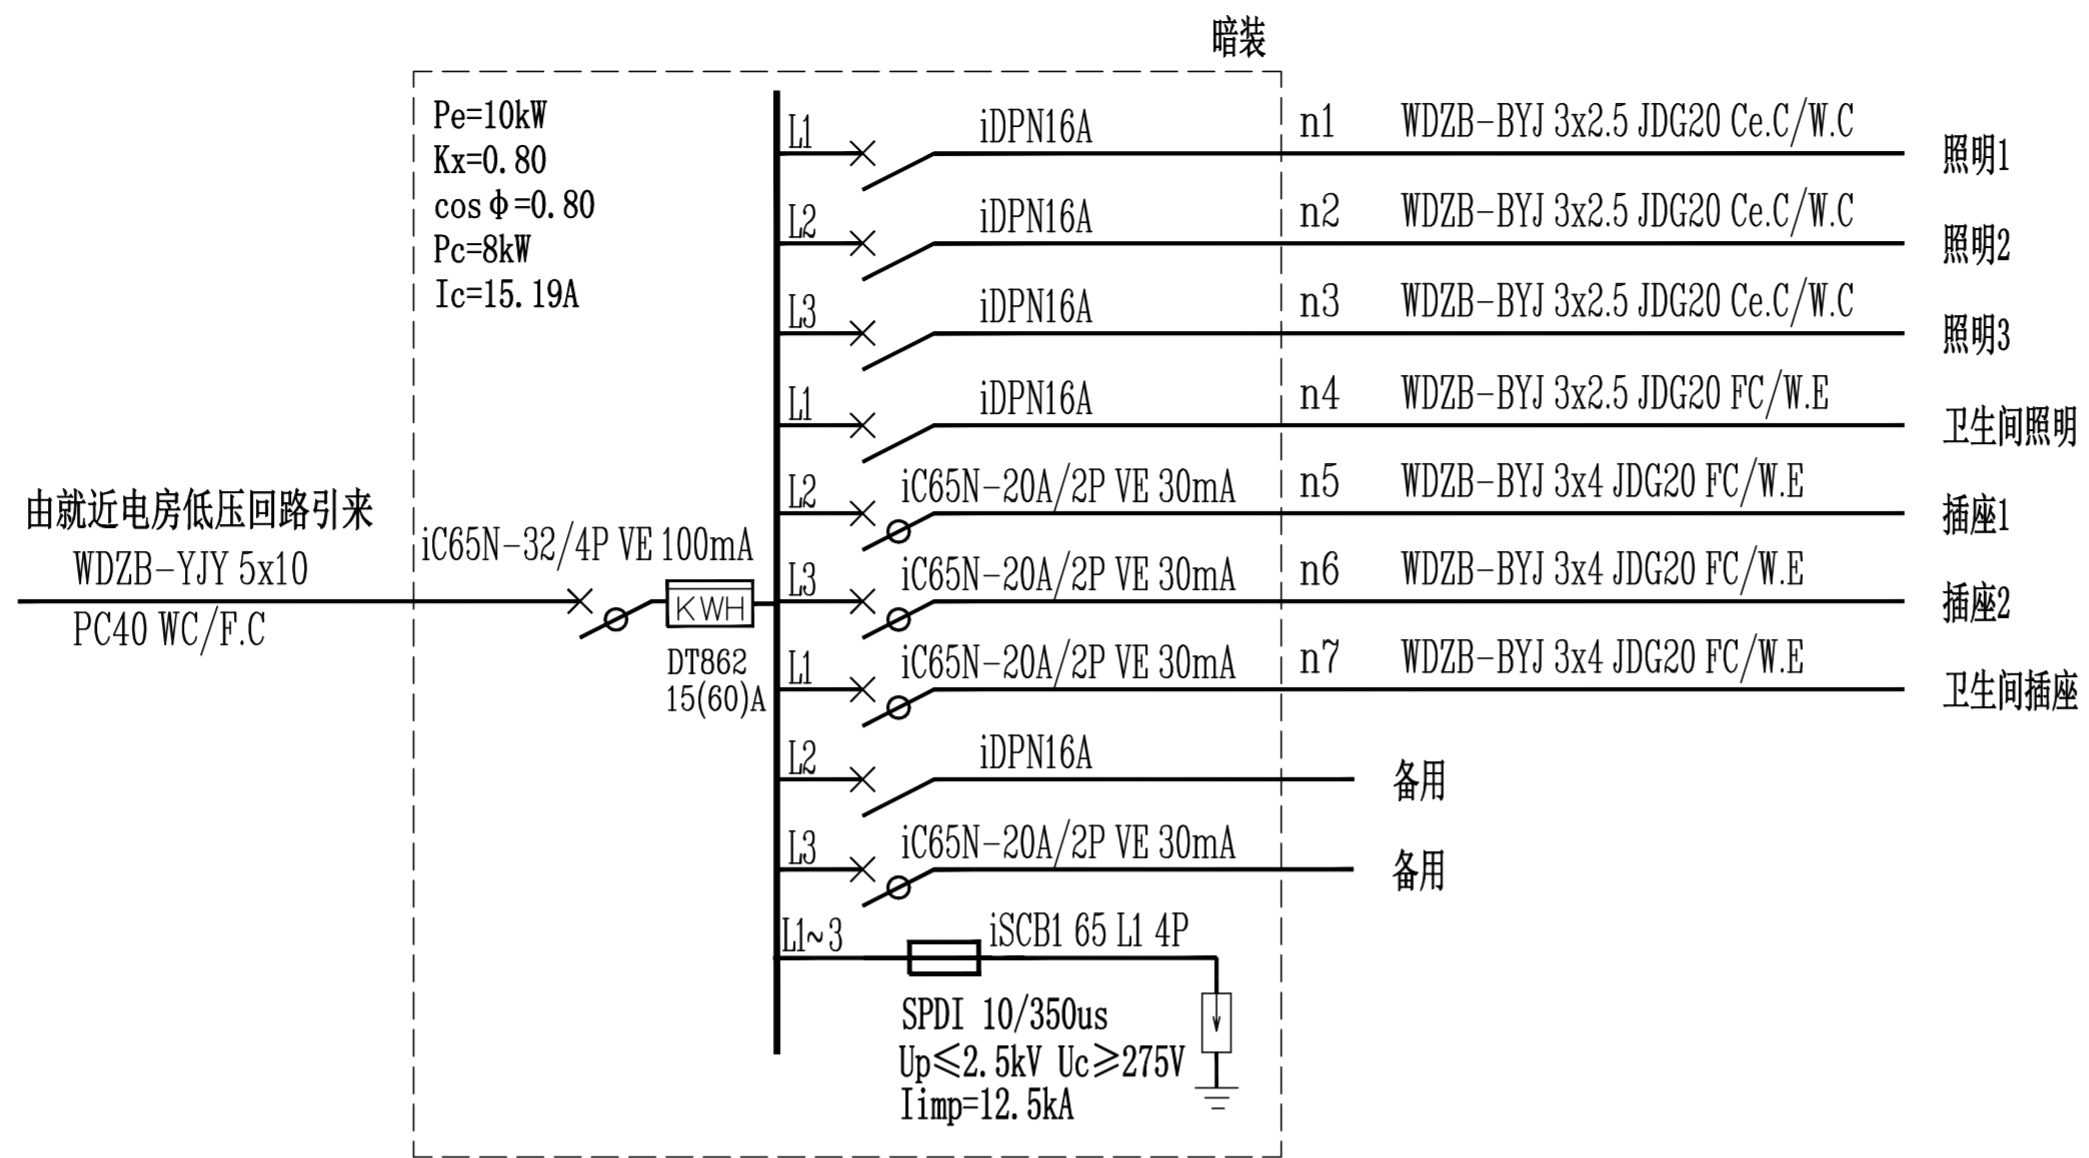 暗装
Pe=10kW
Kx=0.80
cosφ=0.80
Pc=8kW
Ic=15.19A
由就近电房低压回路引来
WDZB-YJY 5x10
PC40 WC/F.C
iC65N-32/4P VE 100mA
KWH
DT862
15(60)A
L1 iDPN16A n1 WDZB-BYJ 3x2.5 JDG20 Ce.C/W.C 照明1
L2 iDPN16A n2 WDZB-BYJ 3x2.5 JDG20 Ce.C/W.C 照明2
L3 iDPN16A n3 WDZB-BYJ 3x2.5 JDG20 Ce.C/W.C 照明3
L1 iDPN16A n4 WDZB-BYJ 3x2.5 JDG20 FC/W.E 卫生间照明
L2 iC65N-20A/2P VE 30mA n5 WDZB-BYJ 3x4 JDG20 FC/W.E 插座1
L3 iC65N-20A/2P VE 30mA n6 WDZB-BYJ 3x4 JDG20 FC/W.E 插座2
L1 iC65N-20A/2P VE 30mA n7 WDZB-BYJ 3x4 JDG20 FC/W.E 卫生间插座
L2 iDPN16A 备用
L3 iC65N-20A/2P VE 30mA 备用
L1~3 iSCB1 65 L1 4P
SPDI 10/350us
Up≤2.5kV Uc≥275V
Iimp=12.5kA